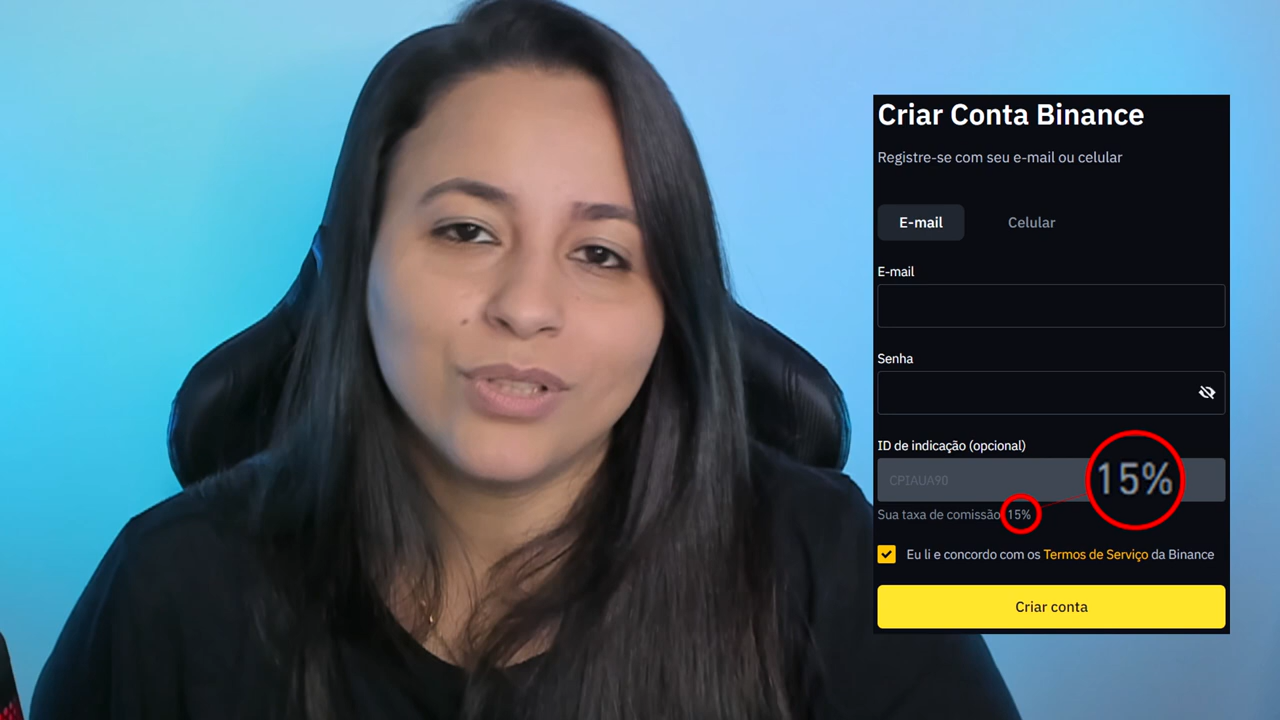 Criar Conta Binance
Registre-se com seu e-mail ou celular
E-mail Celular
E-mail
Senha
ID de indicação (opcional)
CPIAUA90
15%
Sua taxa de comissão 15%
Eu li e concordo com os Termos de Serviço da Binance
Criar conta